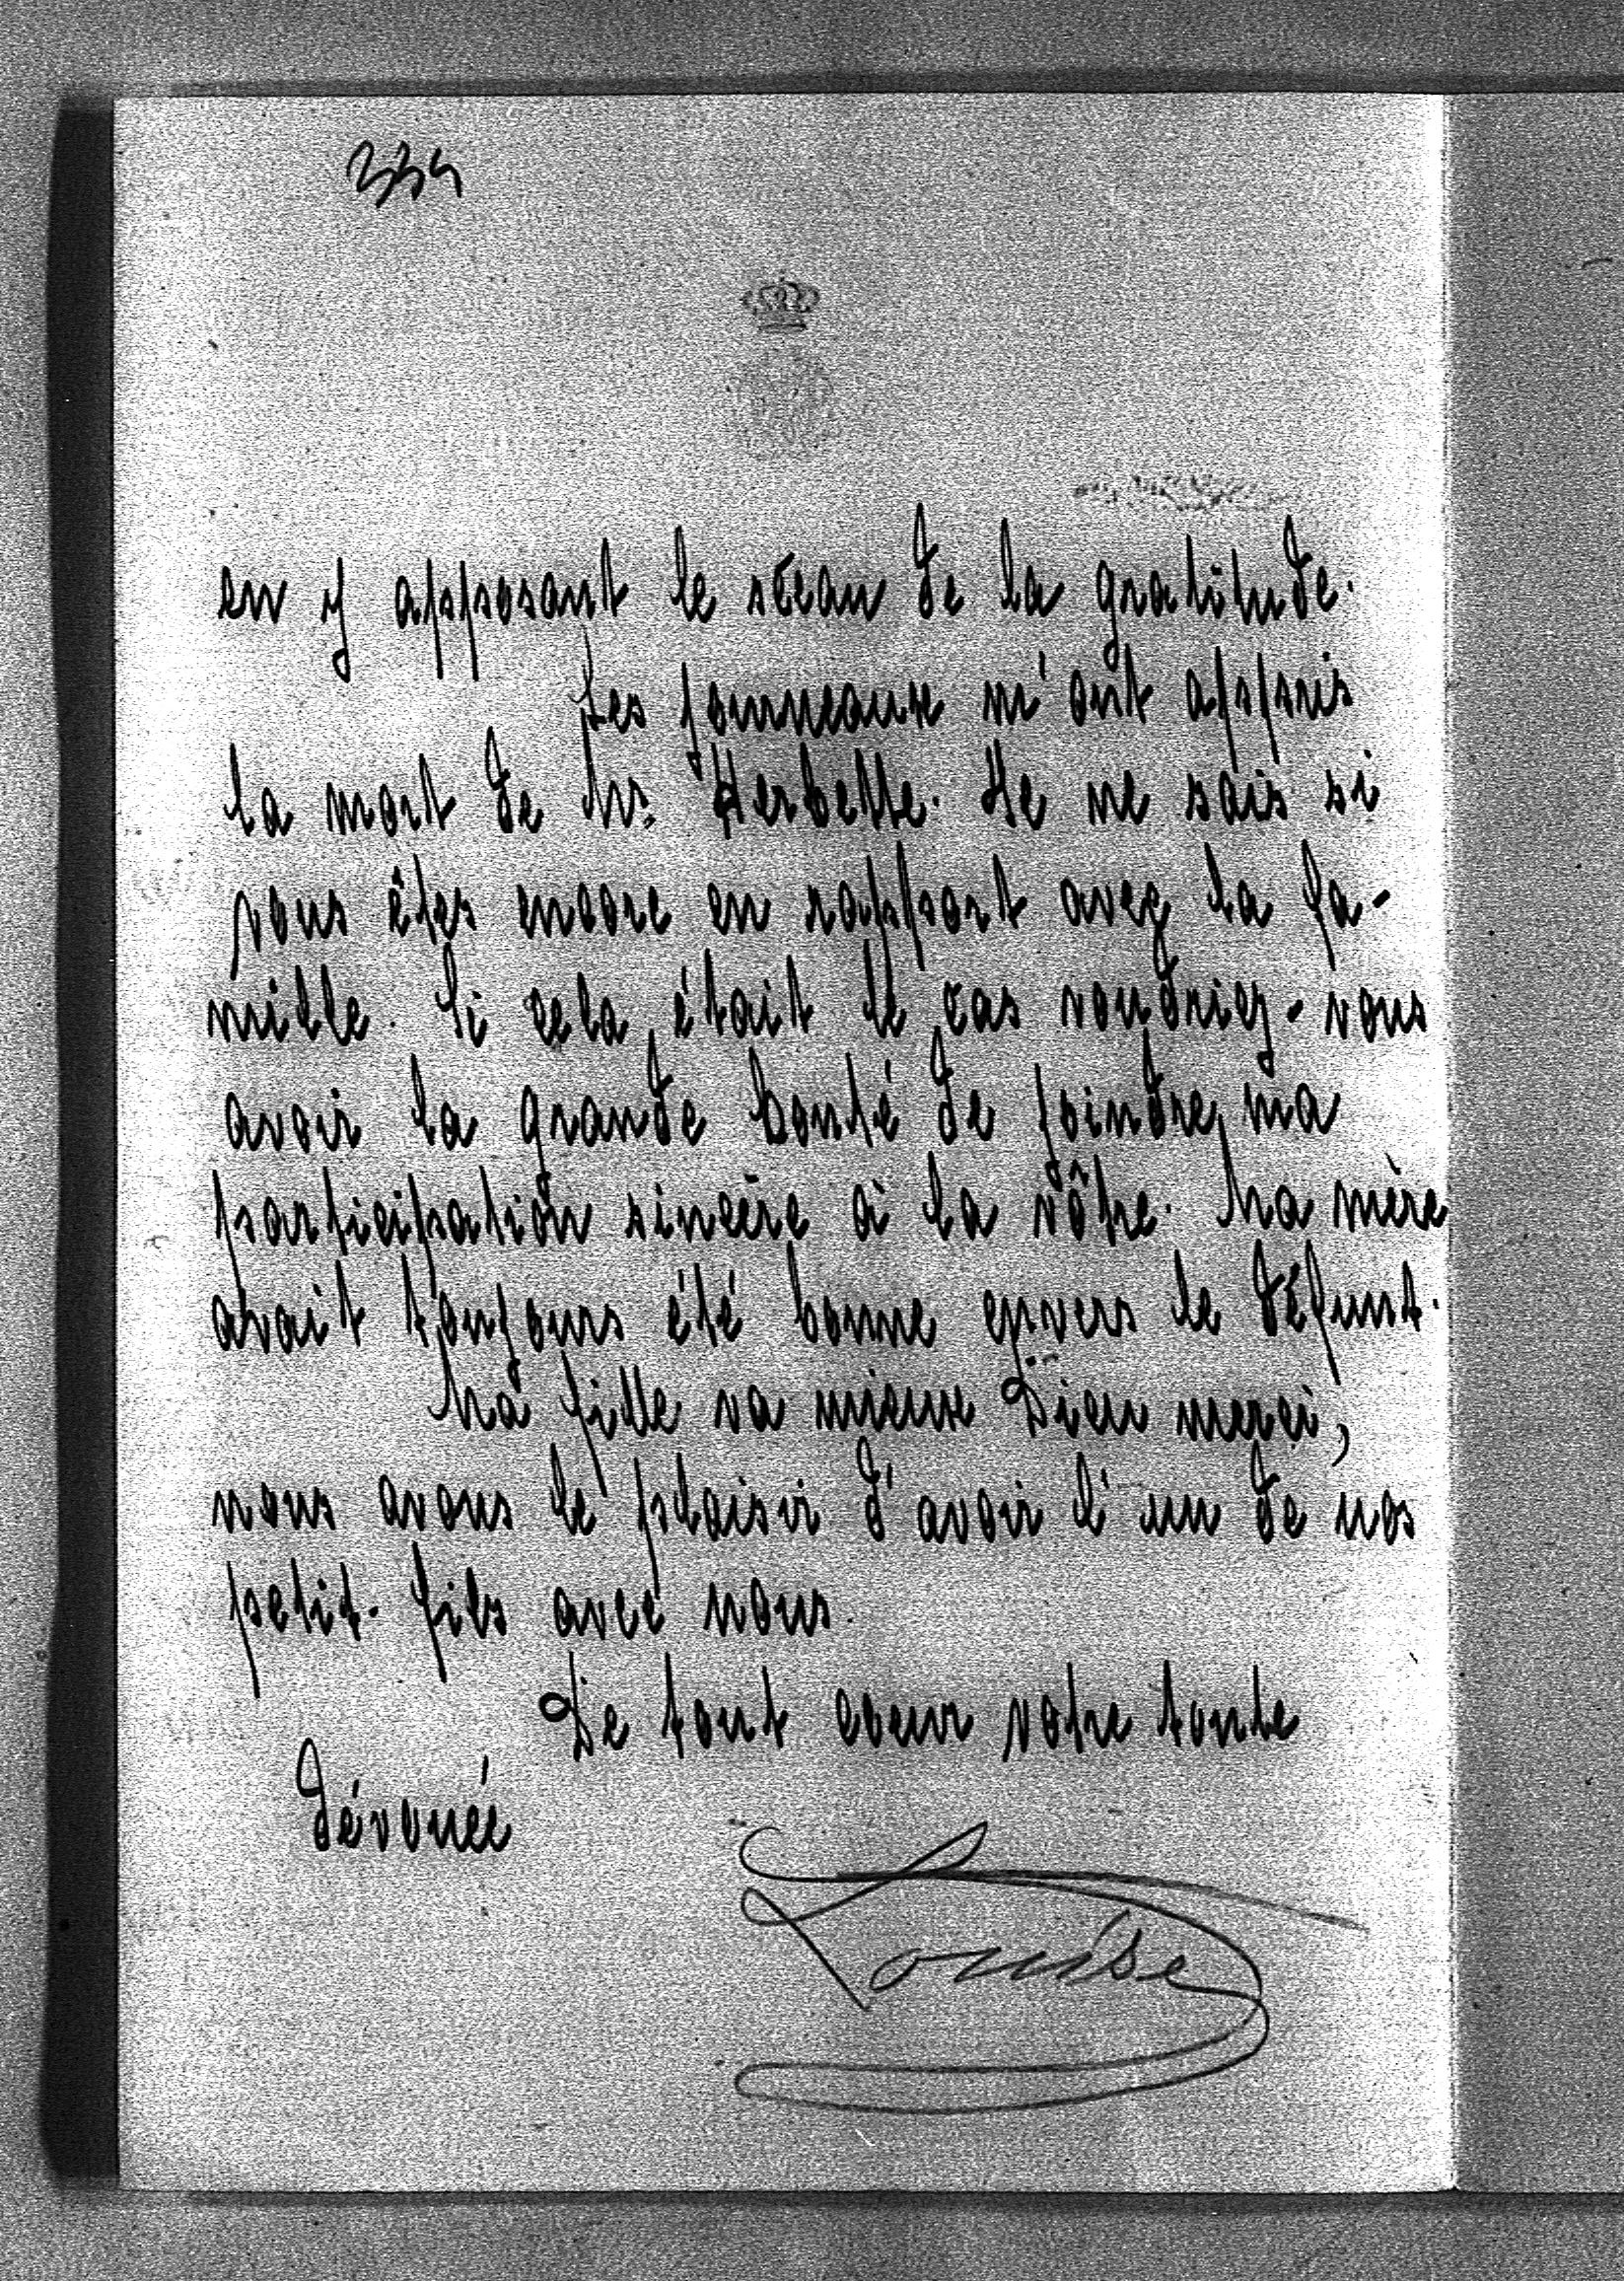 334
en y apposant le sceau de la gratitude.
Les journeaux m'ont appris
la mort de Mr. Herbette. Je ne sais si
vous êtes encore en rapport avec la fa-
mille. Si cela était le cas voudriez-vous
avoir la grande bonté de joindre ma
participation sincère à la vôtre. Ma mère
avait toujours été bonne envers le défunt.
Ma fille va mieux Dieu merci,
nous avons le plaisir d'avoir l'un de nos
petit-fils avec nous.
De tout coeur votre toute
dévouée
Louise